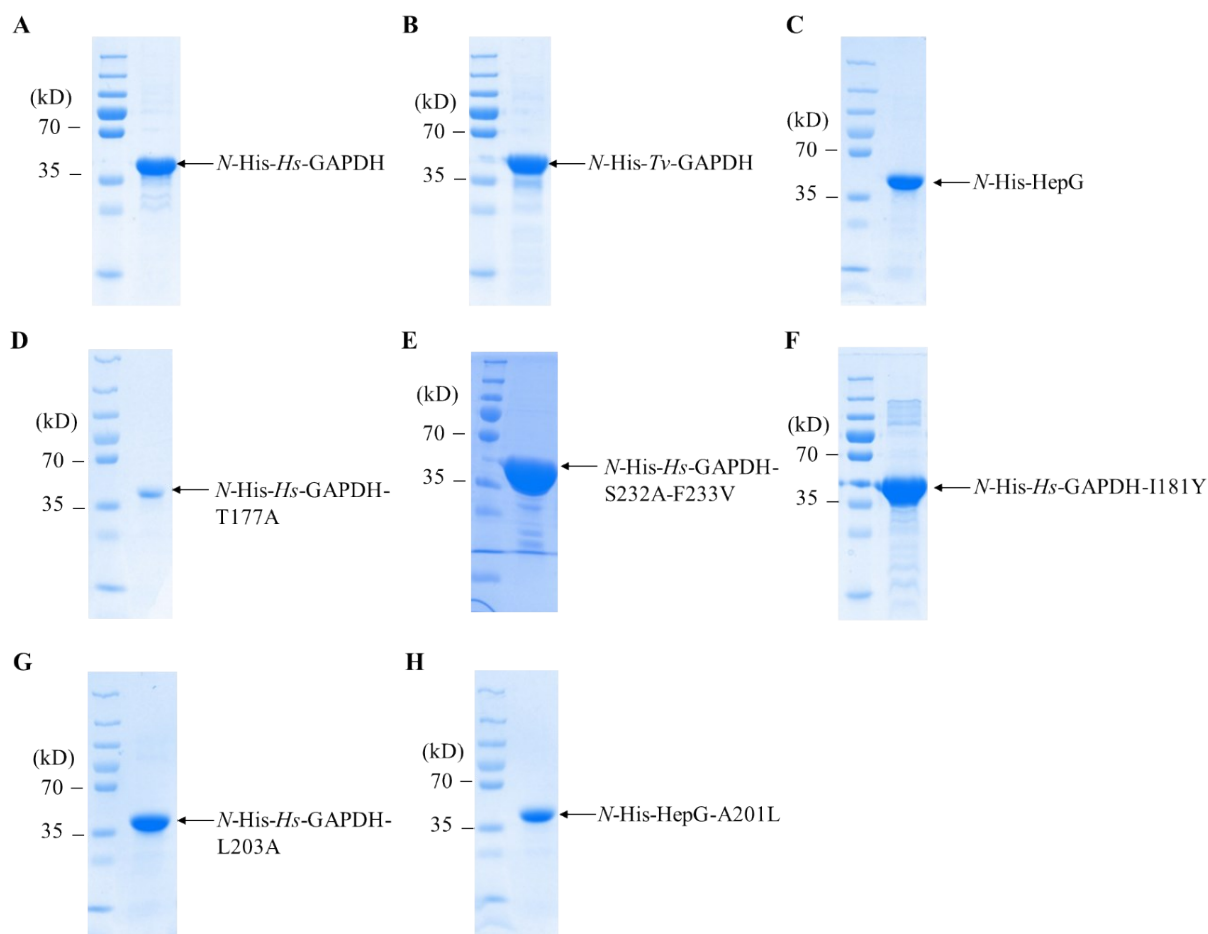 A
(kD)
70 –
35 –
N-His-Hs-GAPDH
B
(kD)
70 –
35 –
N-His-Tv-GAPDH
C
(kD)
70 –
35 –
N-His-HepG
D
(kD)
70 –
35 –
N-His-Hs-GAPDH-
T177A
E
(kD)
70 –
35 –
N-His-Hs-GAPDH-
S232A-F233V
F
(kD)
70 –
35 –
N-His-Hs-GAPDH-I181Y
G
(kD)
70 –
35 –
N-His-Hs-GAPDH-
L203A
H
(kD)
70 –
35 –
N-His-HepG-A201L